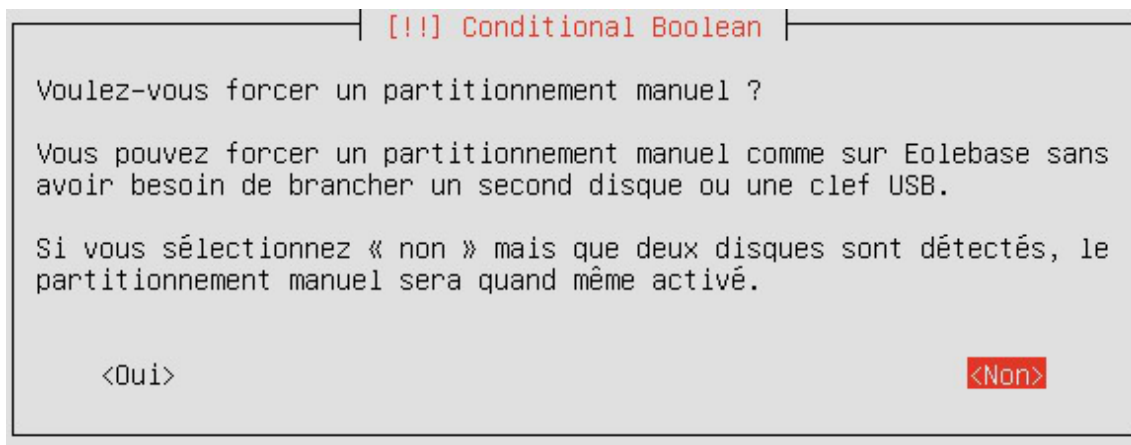 [!!] Conditional Boolean
Voulez-vous forcer un partitionnement manuel ?
Vous pouvez forcer un partitionnement manuel comme sur Eolebase sans
avoir besoin de brancher un second disque ou une clef USB.
Si vous sélectionnez « non » mais que deux disques sont détectés, le
partitionnement manuel sera quand même activé.
<Oui> <Non>